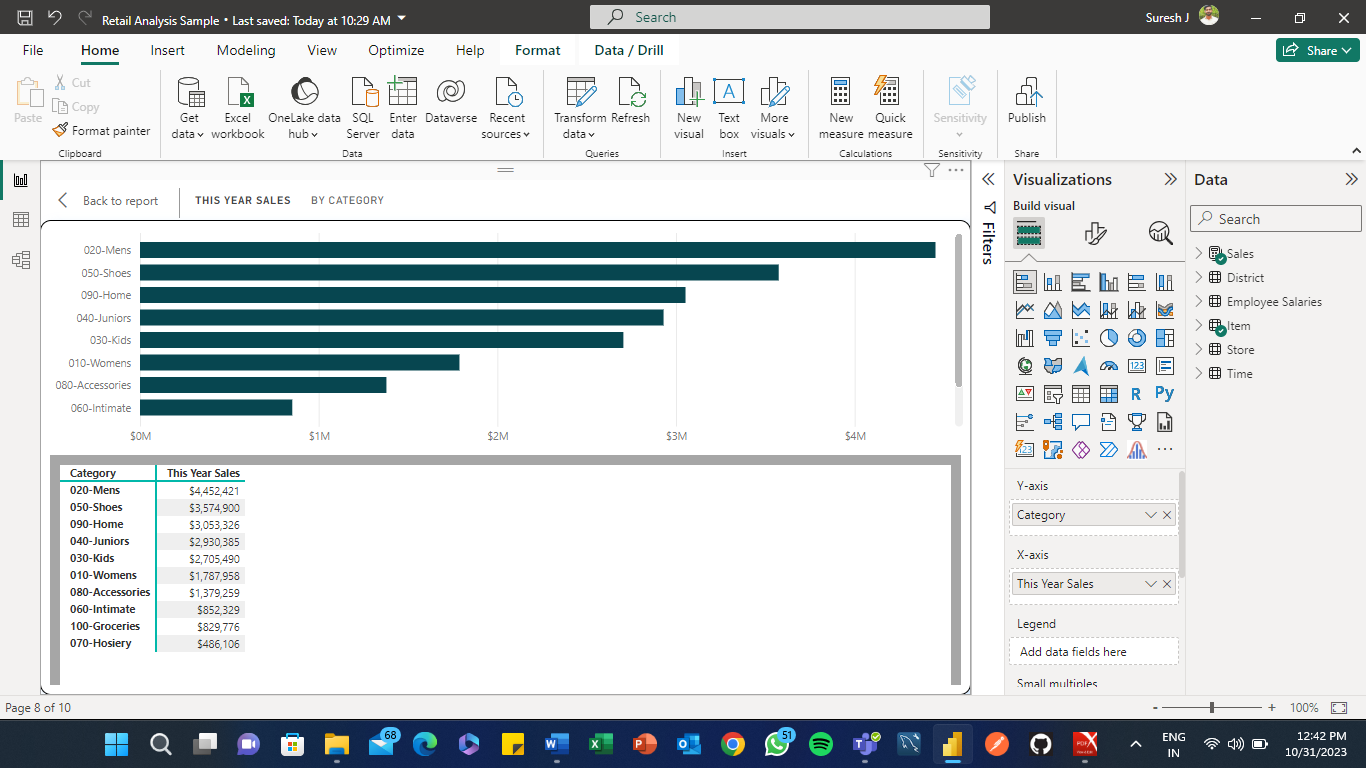 Retail Analysis Sample • Last saved: Today at 10:29 AM
Search
Suresh J
File Home Insert Modeling View Optimize Help Format Data / Drill
Share
Paste
Cut
Copy
Format painter
Clipboard
Get data
Excel workbook
OneLake data hub
SQL Server
Enter data
Dataverse
Recent sources
Data
Transform data
Refresh
Queries
New visual
Text box
More visuals
Insert
New measure
Quick measure
Calculations
Sensitivity
Sensitivity
Publish
Share
Back to report
THIS YEAR SALES BY CATEGORY
020-Mens
050-Shoes
090-Home
040-Juniors
030-Kids
010-Womens
080-Accessories
060-Intimate
$0M $1M $2M $3M $4M
Category This Year Sales
020-Mens $4,452,421
050-Shoes $3,574,900
090-Home $3,053,326
040-Juniors $2,930,385
030-Kids $2,705,490
010-Womens $1,787,958
080-Accessories $1,379,259
060-Intimate $852,329
100-Groceries $829,776
070-Hosiery $486,106
Filters
Visualizations
Build visual
123
R
Py
123
Y-axis
Category
X-axis
This Year Sales
Legend
Add data fields here
Small multiples
Data
Search
Sales
District
Employee Salaries
Item
Store
Time
Page 8 of 10
- + 100%
68
51
ENG
IN
12:42 PM
10/31/2023